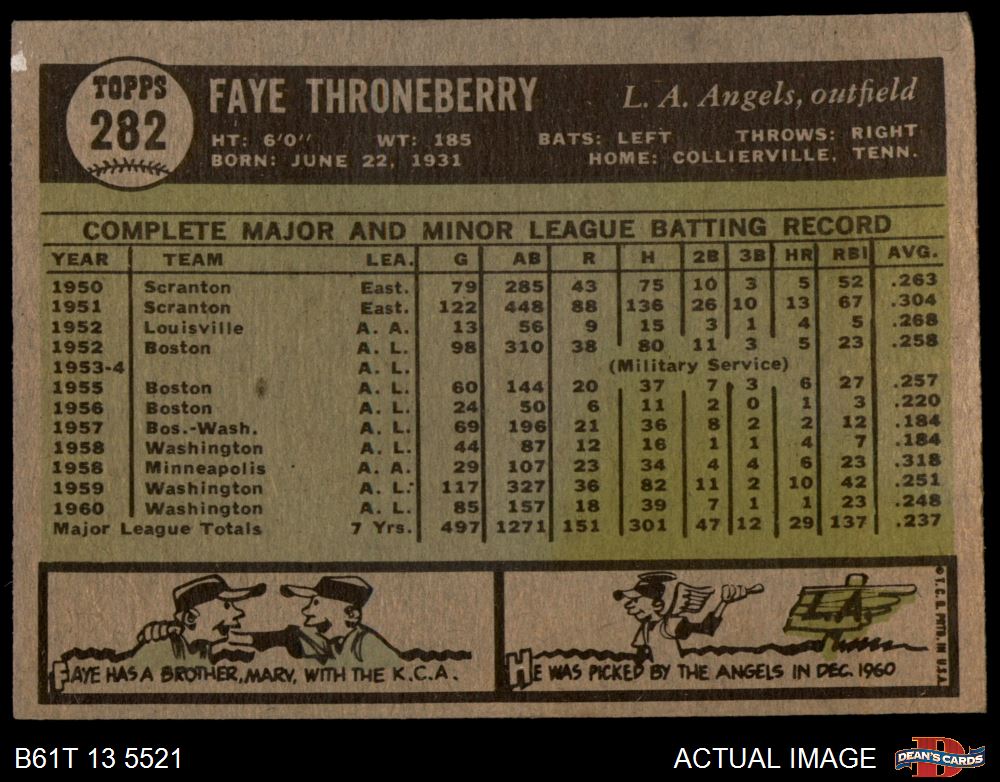 TOPPS
282
FAYE THRONEBERRY
L. A. Angels, outfield
HT: 6'0" WT: 185 BATS: LEFT THROWS: RIGHT
BORN: JUNE 22, 1931 HOME: COLLIERVILLE, TENN.
COMPLETE MAJOR AND MINOR LEAGUE BATTING RECORD
YEAR TEAM LEA. G AB R H 2B 3B HR RBI AVG.
1950 Scranton East. 79 285 43 75 10 3 5 52 .263
1951 Scranton East. 122 448 88 136 26 10 13 67 .304
1952 Louisville A. A. 13 56 9 15 3 1 4 5 .268
1952 Boston A. L. 98 310 38 80 11 3 5 23 .258
1953-4 A. L. (Military Service)
1955 Boston A. L. 60 144 20 37 7 3 6 27 .257
1956 Boston A. L. 24 50 6 11 2 0 1 3 .220
1957 Bos.-Wash. A. L. 69 196 21 36 8 2 2 12 .184
1958 Washington A. L. 44 87 12 16 1 1 4 7 .184
1958 Minneapolis A. A. 29 107 23 34 4 4 6 23 .318
1959 Washington A. L. 117 327 36 82 11 2 10 42 .251
1960 Washington A. L. 85 157 18 39 7 1 1 23 .248
Major League Totals 7 Yrs. 497 1271 151 301 47 12 29 137 .237
FAYE HAS A BROTHER, MARV, WITH THE K.C.A.
L.A.
HE WAS PICKED BY THE ANGELS IN DEC. 1960
© T. C. G. PRTD. IN U.S.A.
B61T 13 5521
ACTUAL IMAGE
D
DEAN'S CARDS